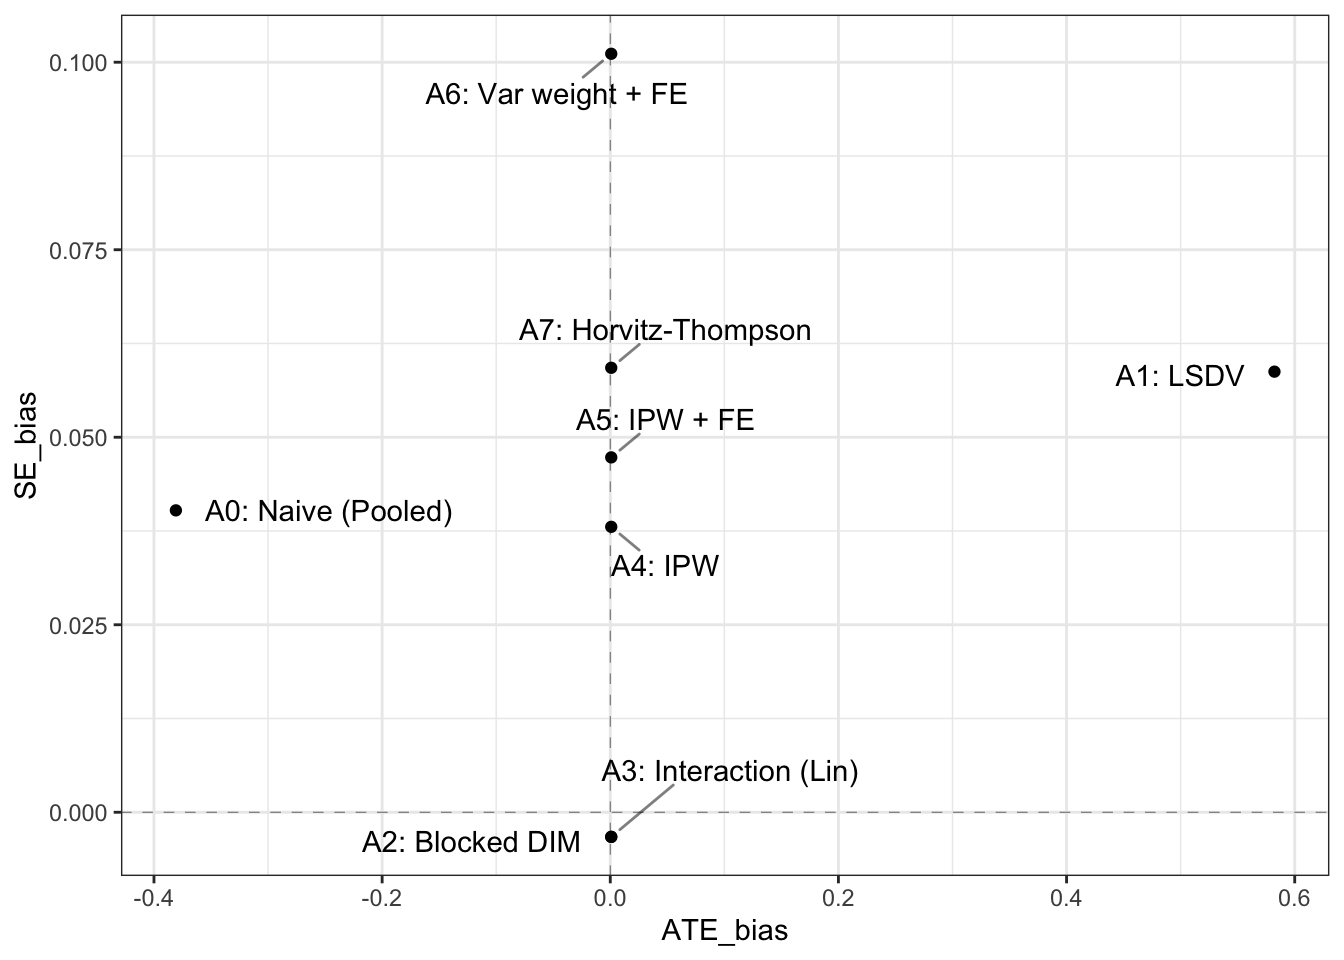 0.100
A6: Var weight + FE
0.075
A7: Horvitz-Thompson
A1: LSDV
A5: IPW + FE
0.050
SE_bias
A0: Naive (Pooled)
A4: IPW
0.025
A3: Interaction (Lin)
0.000
A2: Blocked DIM
-0.4 -0.2 0.0 0.2 0.4 0.6
ATE_bias